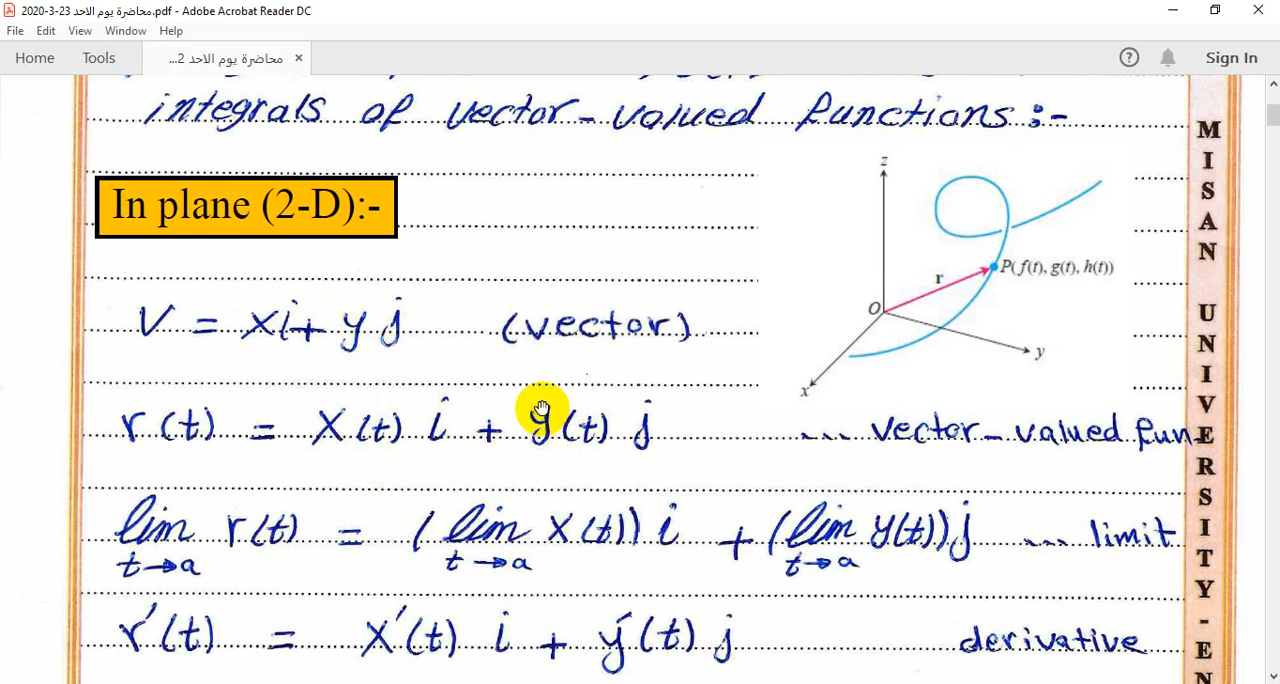 محاضرة يوم الاحد 23-3-2020.pdf - Adobe Acrobat Reader DC
File Edit View Window Help
Home Tools محاضرة يوم الاحد 2... × ? Sign In
integrals of vector-valued functions :-
In plane (2-D):-
z
P(f(t), g(t), h(t))
r
O
y
x
V = xi + y j (vector)
r(t) = X(t) i + y(t) j ... vector-valued fun
lim t→a r(t) = (lim t→a X(t)) i + (lim t→a y(t)) j ... limit
r'(t) = X'(t) i + y'(t) j derivative
MISAN UNIVERSITY - EN